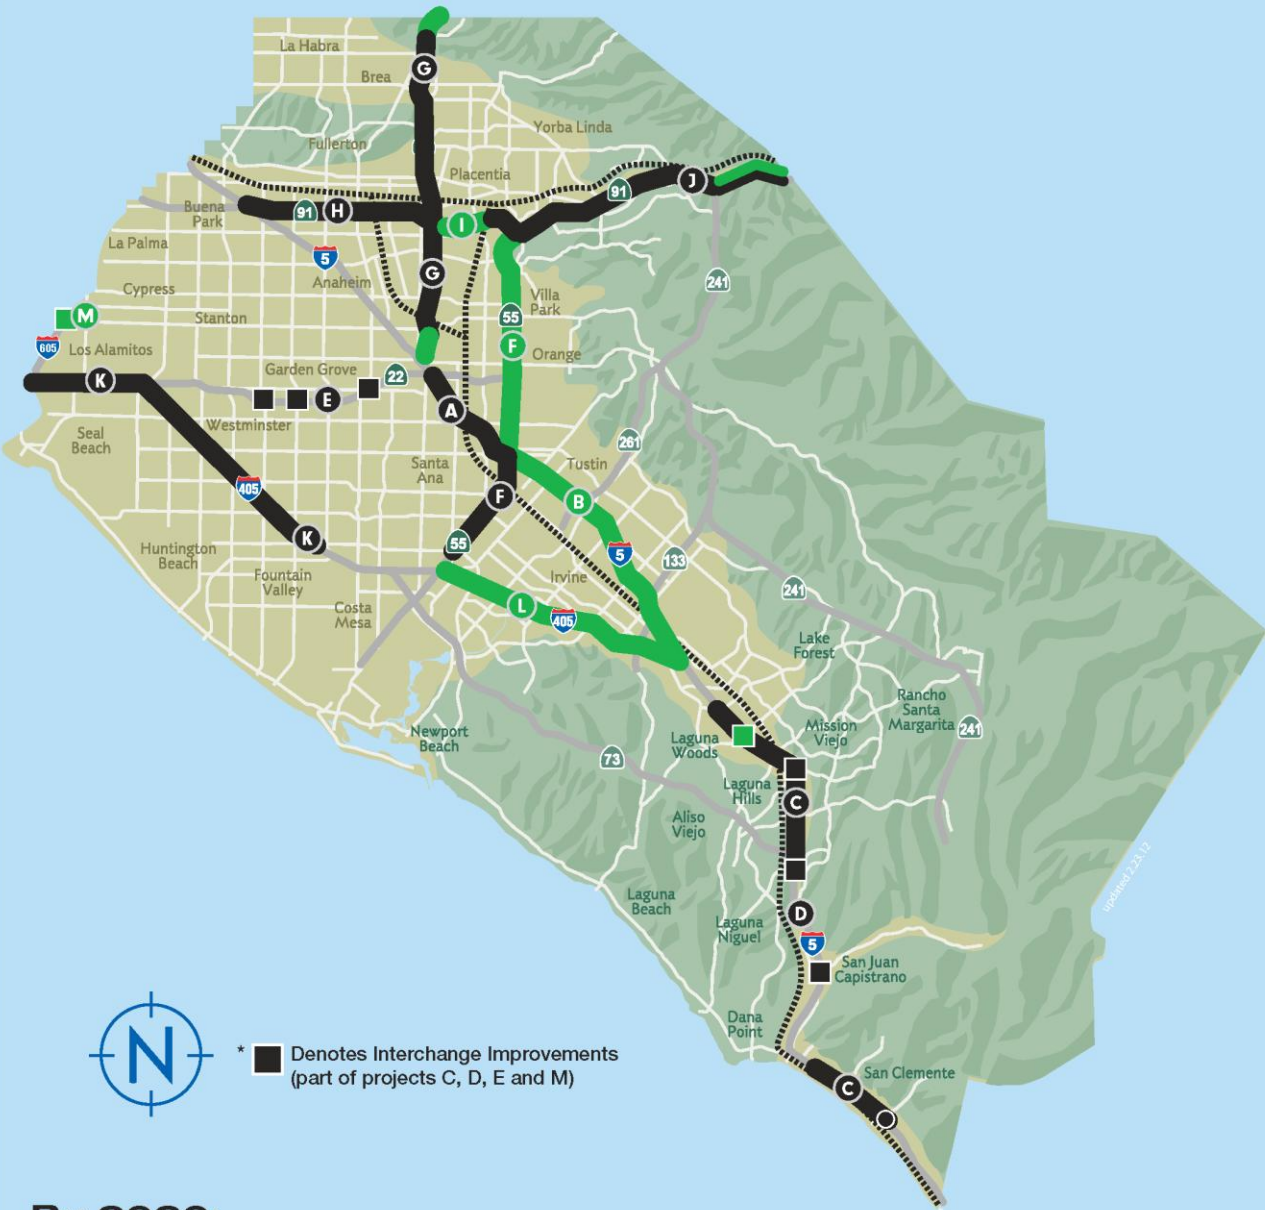 La Habra
Brea
G
Yorba Linda
Fullerton
Placentia
J
91
Buena
Park
91
H
I
La Palma
5
G
Anaheim
241
Cypress
Villa
Park
Stanton
55
M
605
Los Alamitos
F
Orange
Garden Grove
22
K
E
A
Westminster
Seal
Beach
261
Santa
Ana
Tustin
405
F
B
K
55
5
Huntington
Beach
133
Fountain
Valley
Irvine
241
Costa
Mesa
L
405
Lake
Forest
Rancho
Santa
Margarita
241
Newport
Beach
Laguna
Woods
Mission
Viejo
73
Laguna
Hills
C
Aliso
Viejo
updated 2.23.12
Laguna
Beach
D
Laguna
Niguel
5
San Juan
Capistrano
Dana
Point
N
* Denotes Interchange Improvements
(part of projects C, D, E and M)
C
San Clemente